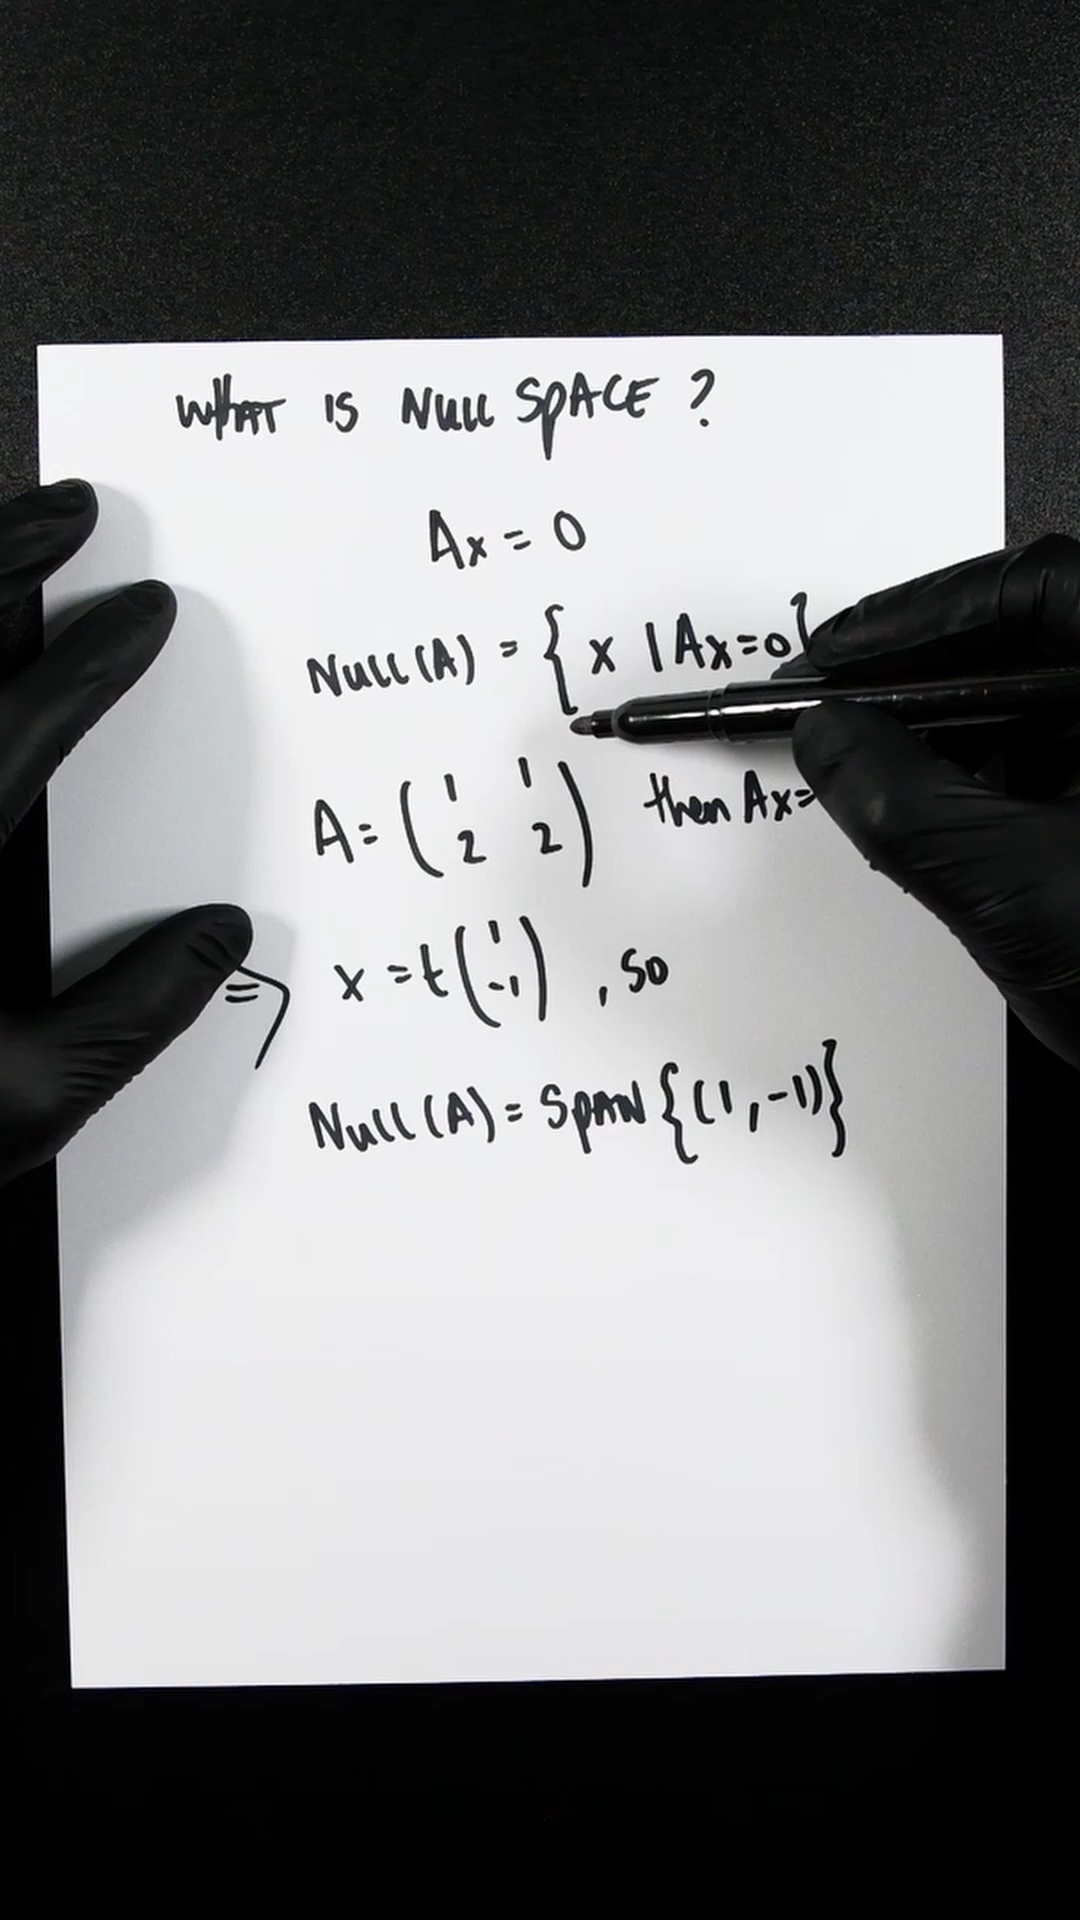 WHAT IS NULL SPACE ?
Ax = 0
Null(A) = { x | Ax=0}
A = ( 1 1 ) then Ax=
2 2
⇒ x = t ( 1 ) , so
-1
Null(A) = SPAN {(1,-1)}